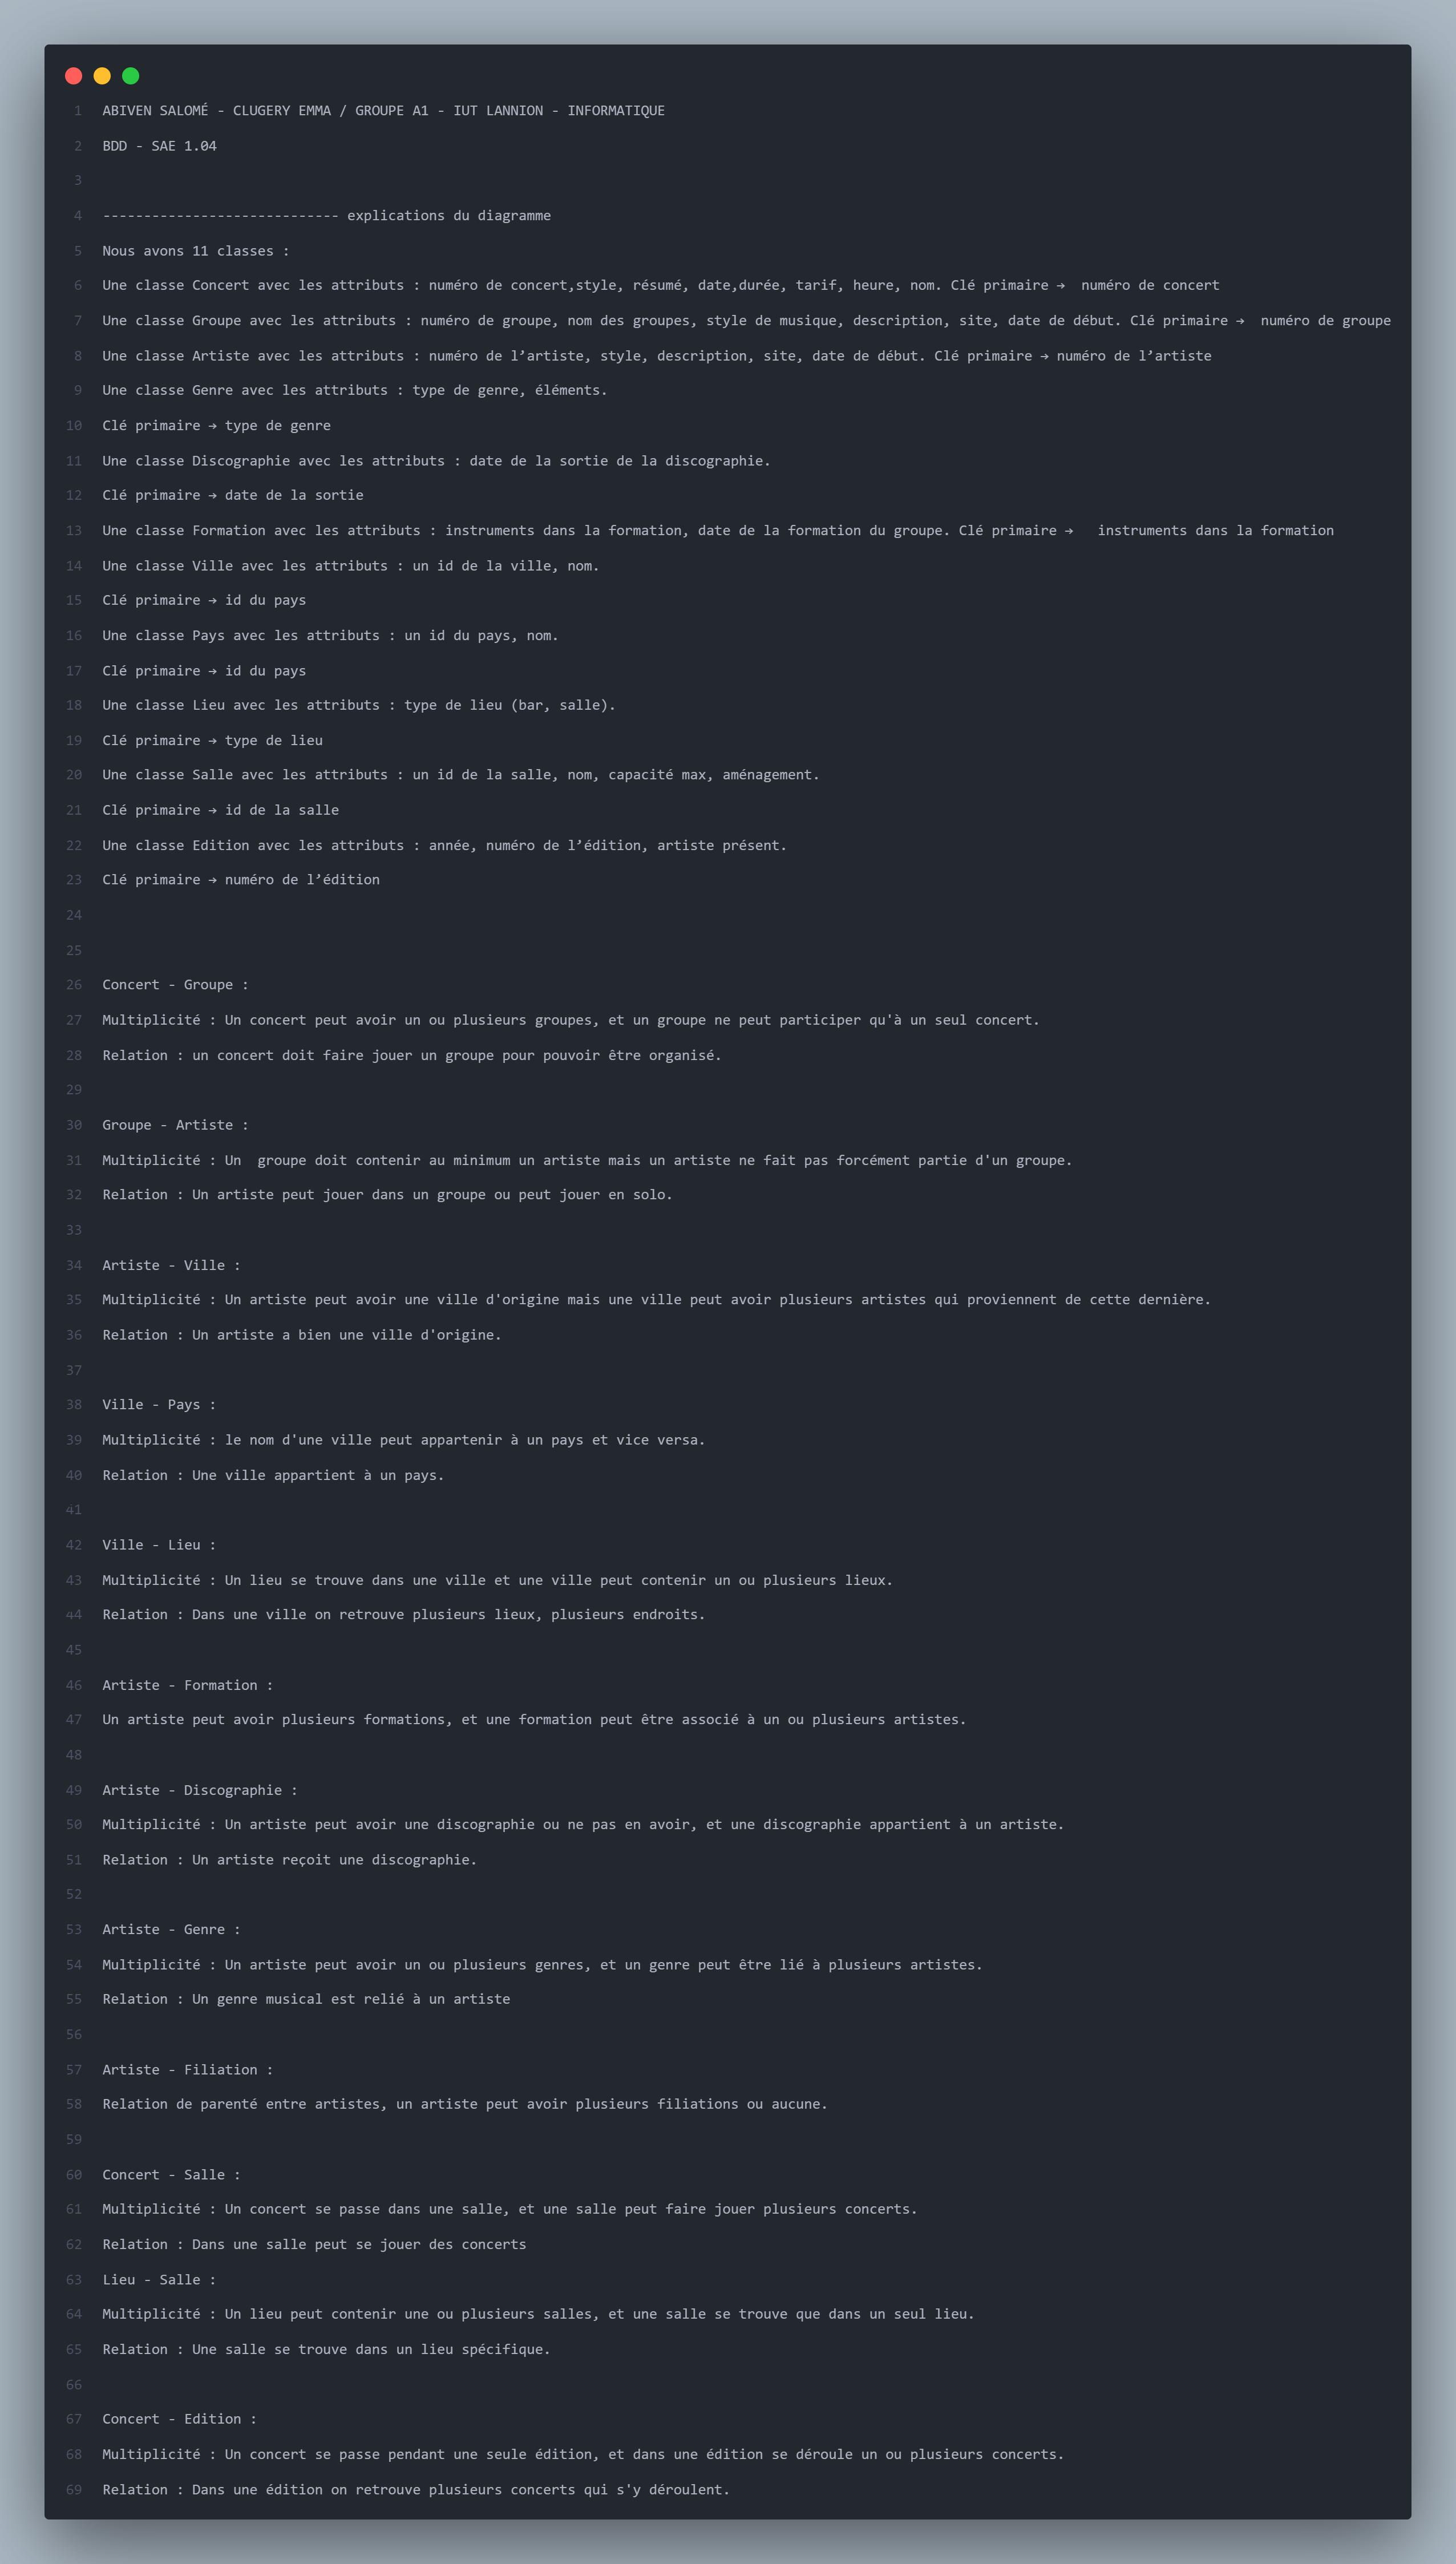 1 ABIVEN SALOMÉ - CLUGERY EMMA / GROUPE A1 - IUT LANNION - INFORMATIQUE
2 BDD - SAE 1.04
3
4 ----------------------------- explications du diagramme
5 Nous avons 11 classes :
6 Une classe Concert avec les attributs : numéro de concert,style, résumé, date,durée, tarif, heure, nom. Clé primaire →  numéro de concert
7 Une classe Groupe avec les attributs : numéro de groupe, nom des groupes, style de musique, description, site, date de début. Clé primaire →  numéro de groupe
8 Une classe Artiste avec les attributs : numéro de l’artiste, style, description, site, date de début. Clé primaire → numéro de l’artiste
9 Une classe Genre avec les attributs : type de genre, éléments.
10 Clé primaire → type de genre
11 Une classe Discographie avec les attributs : date de la sortie de la discographie.
12 Clé primaire → date de la sortie
13 Une classe Formation avec les attributs : instruments dans la formation, date de la formation du groupe. Clé primaire →   instruments dans la formation
14 Une classe Ville avec les attributs : un id de la ville, nom.
15 Clé primaire → id du pays
16 Une classe Pays avec les attributs : un id du pays, nom.
17 Clé primaire → id du pays
18 Une classe Lieu avec les attributs : type de lieu (bar, salle).
19 Clé primaire → type de lieu
20 Une classe Salle avec les attributs : un id de la salle, nom, capacité max, aménagement.
21 Clé primaire → id de la salle
22 Une classe Edition avec les attributs : année, numéro de l’édition, artiste présent.
23 Clé primaire → numéro de l’édition
24
25
26 Concert - Groupe :
27 Multiplicité : Un concert peut avoir un ou plusieurs groupes, et un groupe ne peut participer qu'à un seul concert.
28 Relation : un concert doit faire jouer un groupe pour pouvoir être organisé.
29
30 Groupe - Artiste :
31 Multiplicité : Un  groupe doit contenir au minimum un artiste mais un artiste ne fait pas forcément partie d'un groupe.
32 Relation : Un artiste peut jouer dans un groupe ou peut jouer en solo.
33
34 Artiste - Ville :
35 Multiplicité : Un artiste peut avoir une ville d'origine mais une ville peut avoir plusieurs artistes qui proviennent de cette dernière.
36 Relation : Un artiste a bien une ville d'origine.
37
38 Ville - Pays :
39 Multiplicité : le nom d'une ville peut appartenir à un pays et vice versa.
40 Relation : Une ville appartient à un pays.
41
42 Ville - Lieu :
43 Multiplicité : Un lieu se trouve dans une ville et une ville peut contenir un ou plusieurs lieux.
44 Relation : Dans une ville on retrouve plusieurs lieux, plusieurs endroits.
45
46 Artiste - Formation :
47 Un artiste peut avoir plusieurs formations, et une formation peut être associé à un ou plusieurs artistes.
48
49 Artiste - Discographie :
50 Multiplicité : Un artiste peut avoir une discographie ou ne pas en avoir, et une discographie appartient à un artiste.
51 Relation : Un artiste reçoit une discographie.
52
53 Artiste - Genre :
54 Multiplicité : Un artiste peut avoir un ou plusieurs genres, et un genre peut être lié à plusieurs artistes.
55 Relation : Un genre musical est relié à un artiste
56
57 Artiste - Filiation :
58 Relation de parenté entre artistes, un artiste peut avoir plusieurs filiations ou aucune.
59
60 Concert - Salle :
61 Multiplicité : Un concert se passe dans une salle, et une salle peut faire jouer plusieurs concerts.
62 Relation : Dans une salle peut se jouer des concerts
63 Lieu - Salle :
64 Multiplicité : Un lieu peut contenir une ou plusieurs salles, et une salle se trouve que dans un seul lieu.
65 Relation : Une salle se trouve dans un lieu spécifique.
66
67 Concert - Edition :
68 Multiplicité : Un concert se passe pendant une seule édition, et dans une édition se déroule un ou plusieurs concerts.
69 Relation : Dans une édition on retrouve plusieurs concerts qui s'y déroulent.